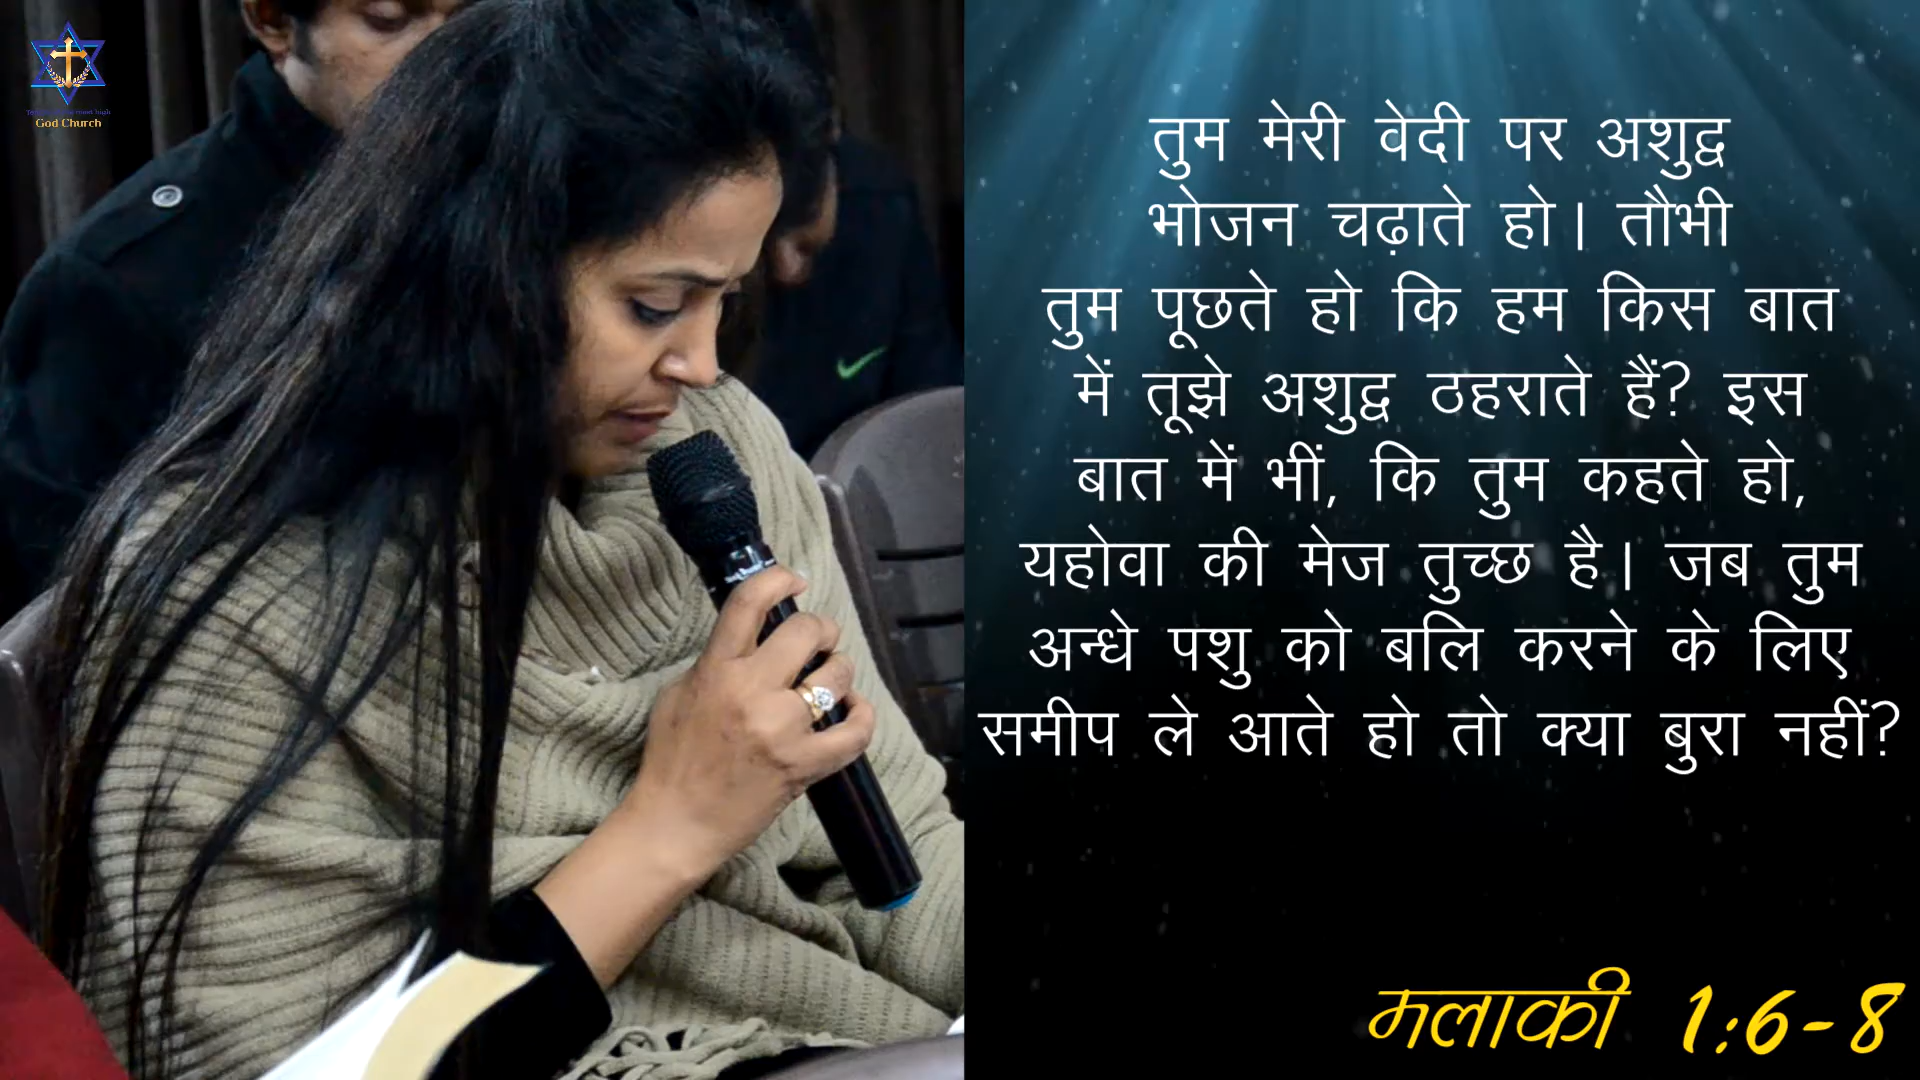 God Church
तुम मेरी वेदी पर अशुद्व
भोजन चढ़ाते हो। तौभी
तुम पूछते हो कि हम किस बात
में तूझे अशुद्व ठहराते हैं? इस
बात में भीं, कि तुम कहते हो,
यहोवा की मेज तुच्छ है। जब तुम
अन्धे पशु को बलि करने के लिए
समीप ले आते हो तो क्या बुरा नहीं?
मलाकी 1:6-8